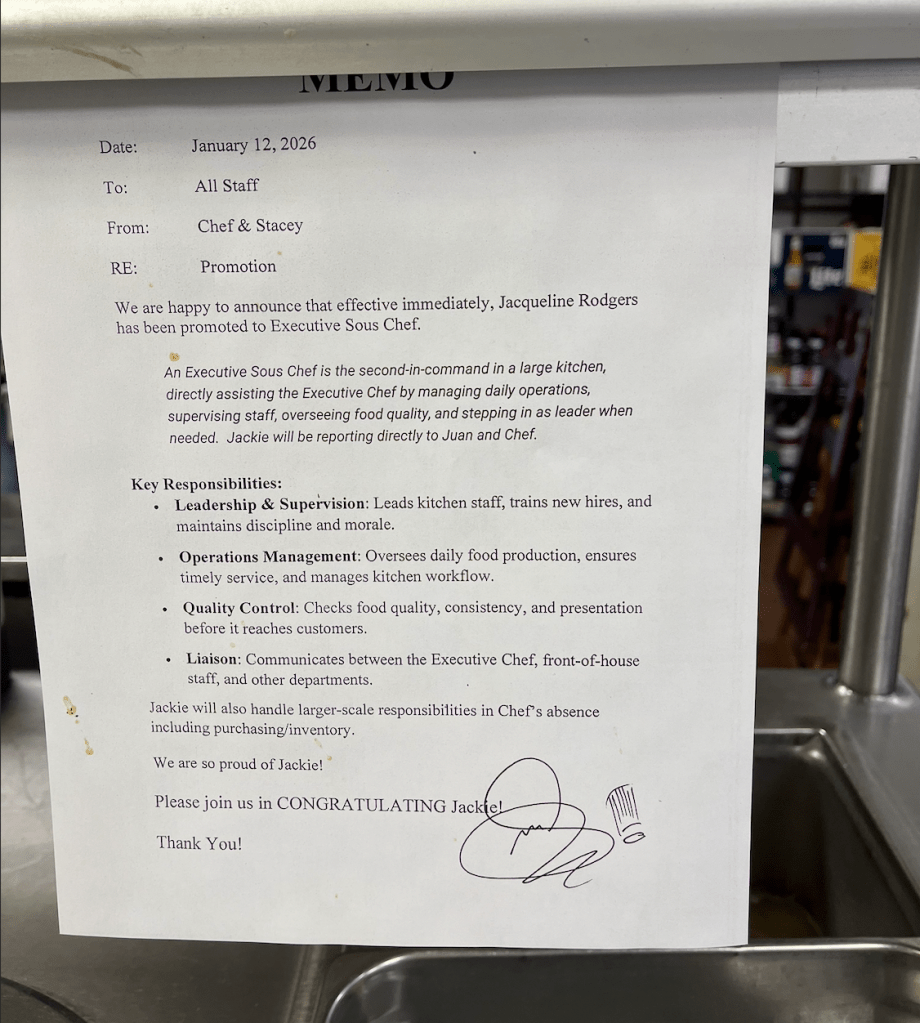 MEMO
Date: January 12, 2026
To: All Staff
From: Chef & Stacey
RE: Promotion
We are happy to announce that effective immediately, Jacqueline Rodgers
has been promoted to Executive Sous Chef.
An Executive Sous Chef is the second-in-command in a large kitchen,
directly assisting the Executive Chef by managing daily operations,
supervising staff, overseeing food quality, and stepping in as leader when
needed. Jackie will be reporting directly to Juan and Chef.
Key Responsibilities:
• Leadership & Supervision: Leads kitchen staff, trains new hires, and
maintains discipline and morale.
• Operations Management: Oversees daily food production, ensures
timely service, and manages kitchen workflow.
• Quality Control: Checks food quality, consistency, and presentation
before it reaches customers.
• Liaison: Communicates between the Executive Chef, front-of-house
staff, and other departments.
Jackie will also handle larger-scale responsibilities in Chef's absence
including purchasing/inventory.
We are so proud of Jackie!
Please join us in CONGRATULATING Jackie!
Thank You!